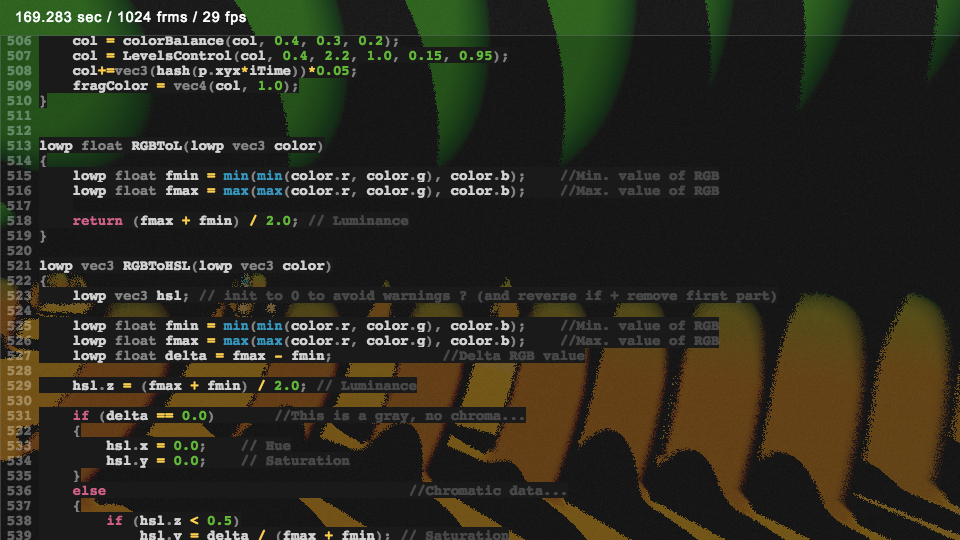 169.283 sec / 1024 frms / 29 fps
506 col = colorBalance(col, 0.4, 0.3, 0.2);
507 col = LevelsControl(col, 0.4, 2.2, 1.0, 0.15, 0.95);
508 col+=vec3(hash(p.xyx*iTime))*0.05;
509 fragColor = vec4(col, 1.0);
510 }
511
512
513 lowp float RGBToL(lowp vec3 color)
514 {
515 lowp float fmin = min(min(color.r, color.g), color.b); //Min. value of RGB
516 lowp float fmax = max(max(color.r, color.g), color.b); //Max. value of RGB
517
518 return (fmax + fmin) / 2.0; // Luminance
519 }
520
521 lowp vec3 RGBToHSL(lowp vec3 color)
522 {
523 lowp vec3 hsl; // init to 0 to avoid warnings ? (and reverse if + remove first part)
524
525 lowp float fmin = min(min(color.r, color.g), color.b); //Min. value of RGB
526 lowp float fmax = max(max(color.r, color.g), color.b); //Max. value of RGB
527 lowp float delta = fmax - fmin; //Delta RGB value
528
529 hsl.z = (fmax + fmin) / 2.0; // Luminance
530
531 if (delta == 0.0) //This is a gray, no chroma...
532 {
533 hsl.x = 0.0; // Hue
534 hsl.y = 0.0; // Saturation
535 }
536 else //Chromatic data...
537 {
538 if (hsl.z < 0.5)
539 hsl.y = delta / (fmax + fmin); // Saturation